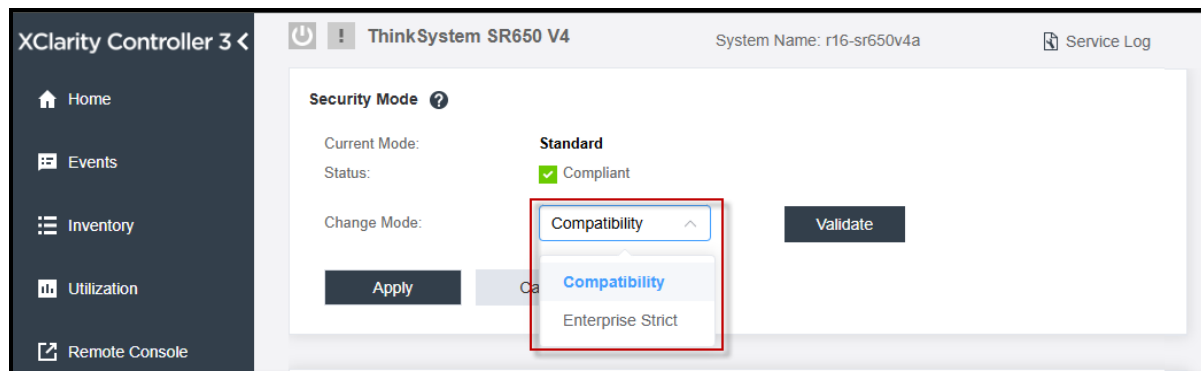 XClarity Controller 3
ThinkSystem SR650 V4
System Name: r16-sr650v4a
Service Log
Home
Events
Inventory
Utilization
Remote Console
Security Mode
Current Mode: Standard
Status: Compliant
Change Mode: Compatibility
Validate
Compatibility
Enterprise Strict
Apply
Ca